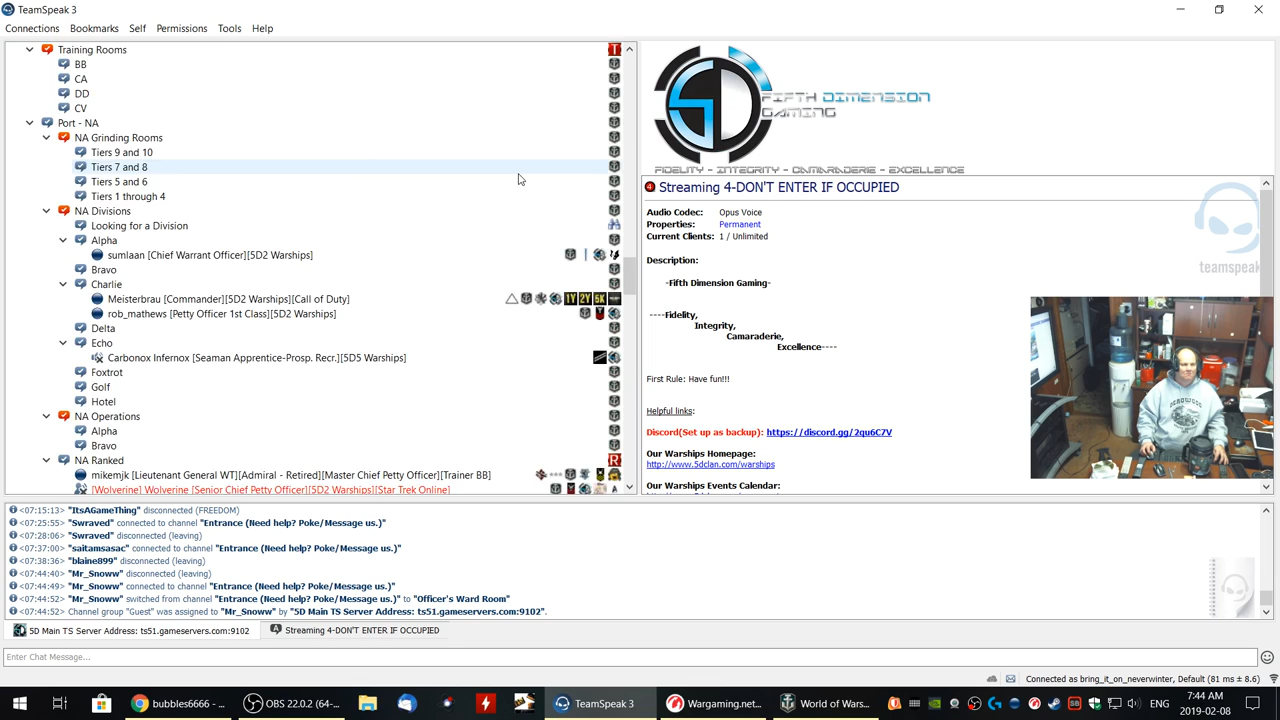 TeamSpeak 3
Connections Bookmarks Self Permissions Tools Help
Training Rooms
BB
CA
DD
CV
Port - NA
NA Grinding Rooms
Tiers 9 and 10
Tiers 7 and 8
Tiers 5 and 6
Tiers 1 through 4
NA Divisions
Looking for a Division
Alpha
sumlaan [Chief Warrant Officer][5D2 Warships]
Bravo
Charlie
Meisterbrau [Commander][5D2 Warships][Call of Duty]
1Y 2Y 5K
rob_mathews [Petty Officer 1st Class][5D2 Warships]
Delta
Echo
Carbonox Infernox [Seaman Apprentice-Prosp. Recr.][5D5 Warships]
Foxtrot
Golf
Hotel
NA Operations
Alpha
Bravo
NA Ranked
mikemjk [Lieutenant General WT][Admiral - Retired][Master Chief Petty Officer][Trainer BB]
[Wolverine] Wolverine [Senior Chief Petty Officer][5D2 Warships][Star Trek Online]
FIFTH DIMENSION
GAMING
FIDELITY - INTEGRITY - CAMARADERIE - EXCELLENCE
Streaming 4-DON'T ENTER IF OCCUPIED
Audio Codec: Opus Voice
Properties: Permanent
Current Clients: 1 / Unlimited
Description:
-Fifth Dimension Gaming-
----Fidelity,
Integrity,
Camaraderie,
Excellence----
First Rule: Have fun!!!
Helpful links:
Discord(Set up as backup): https://discord.gg/2qu6C7V
Our Warships Homepage:
http://www.5dclan.com/warships
Our Warships Events Calendar:
teamspeak
<07:15:13> "ItsAGameThing" disconnected (FREEDOM)
<07:25:55> "Swraved" connected to channel "Entrance (Need help? Poke/Message us.)"
<07:28:06> "Swraved" disconnected (leaving)
<07:37:00> "saitamsasac" connected to channel "Entrance (Need help? Poke/Message us.)"
<07:38:36> "blaine899" disconnected (leaving)
<07:44:40> "Mr_Snoww" disconnected (leaving)
<07:44:49> "Mr_Snoww" connected to channel "Entrance (Need help? Poke/Message us.)"
<07:44:52> "Mr_Snoww" switched from channel "Entrance (Need help? Poke/Message us.)" to "Officer's Ward Room"
<07:44:52> Channel group "Guest" was assigned to "Mr_Snoww" by "5D Main TS Server Address: ts51.gameservers.com:9102".
5D Main TS Server Address: ts51.gameservers.com:9102 Streaming 4-DON'T ENTER IF OCCUPIED
Enter Chat Message...
Connected as bring_it_on_neverwinter, Default (81 ms ± 8.6)
bubbles6666 - ... OBS 22.0.2 (64-... TeamSpeak 3 Wargaming.net... World of Wars... ENG 7:44 AM
2019-02-08